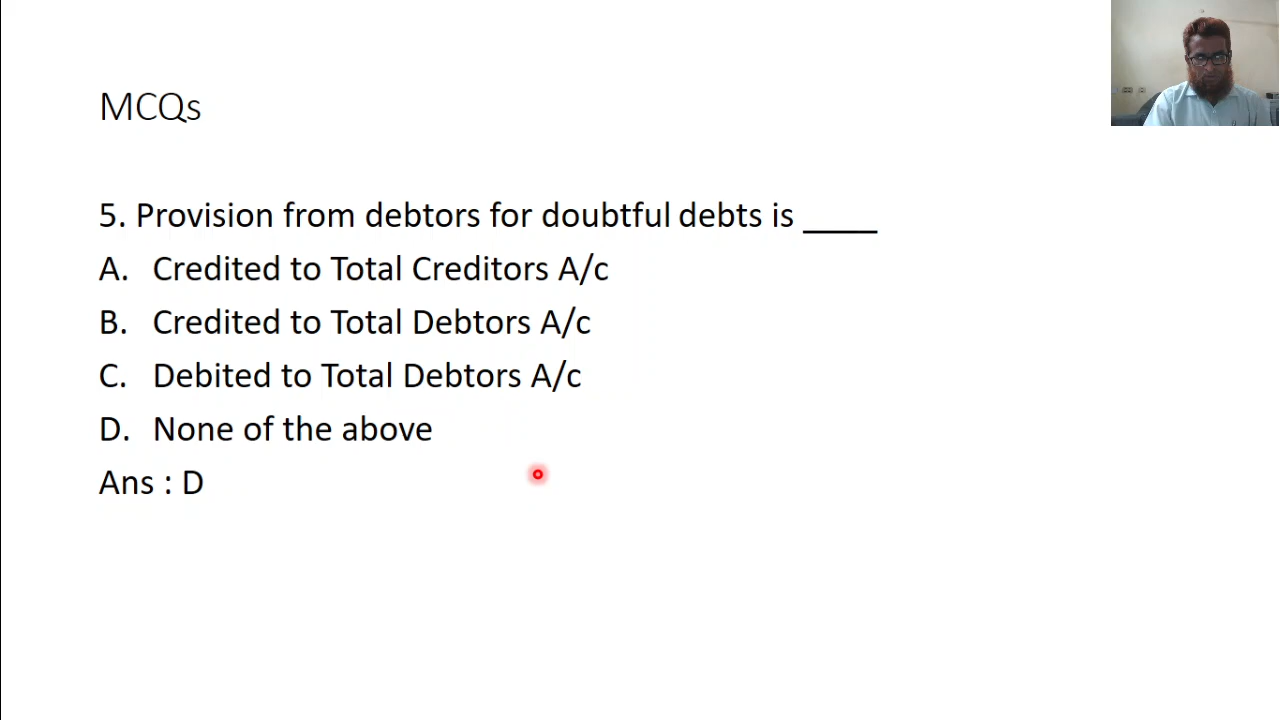 MCQs
5. Provision from debtors for doubtful debts is ____
A. Credited to Total Creditors A/c
B. Credited to Total Debtors A/c
C. Debited to Total Debtors A/c
D. None of the above
Ans : D